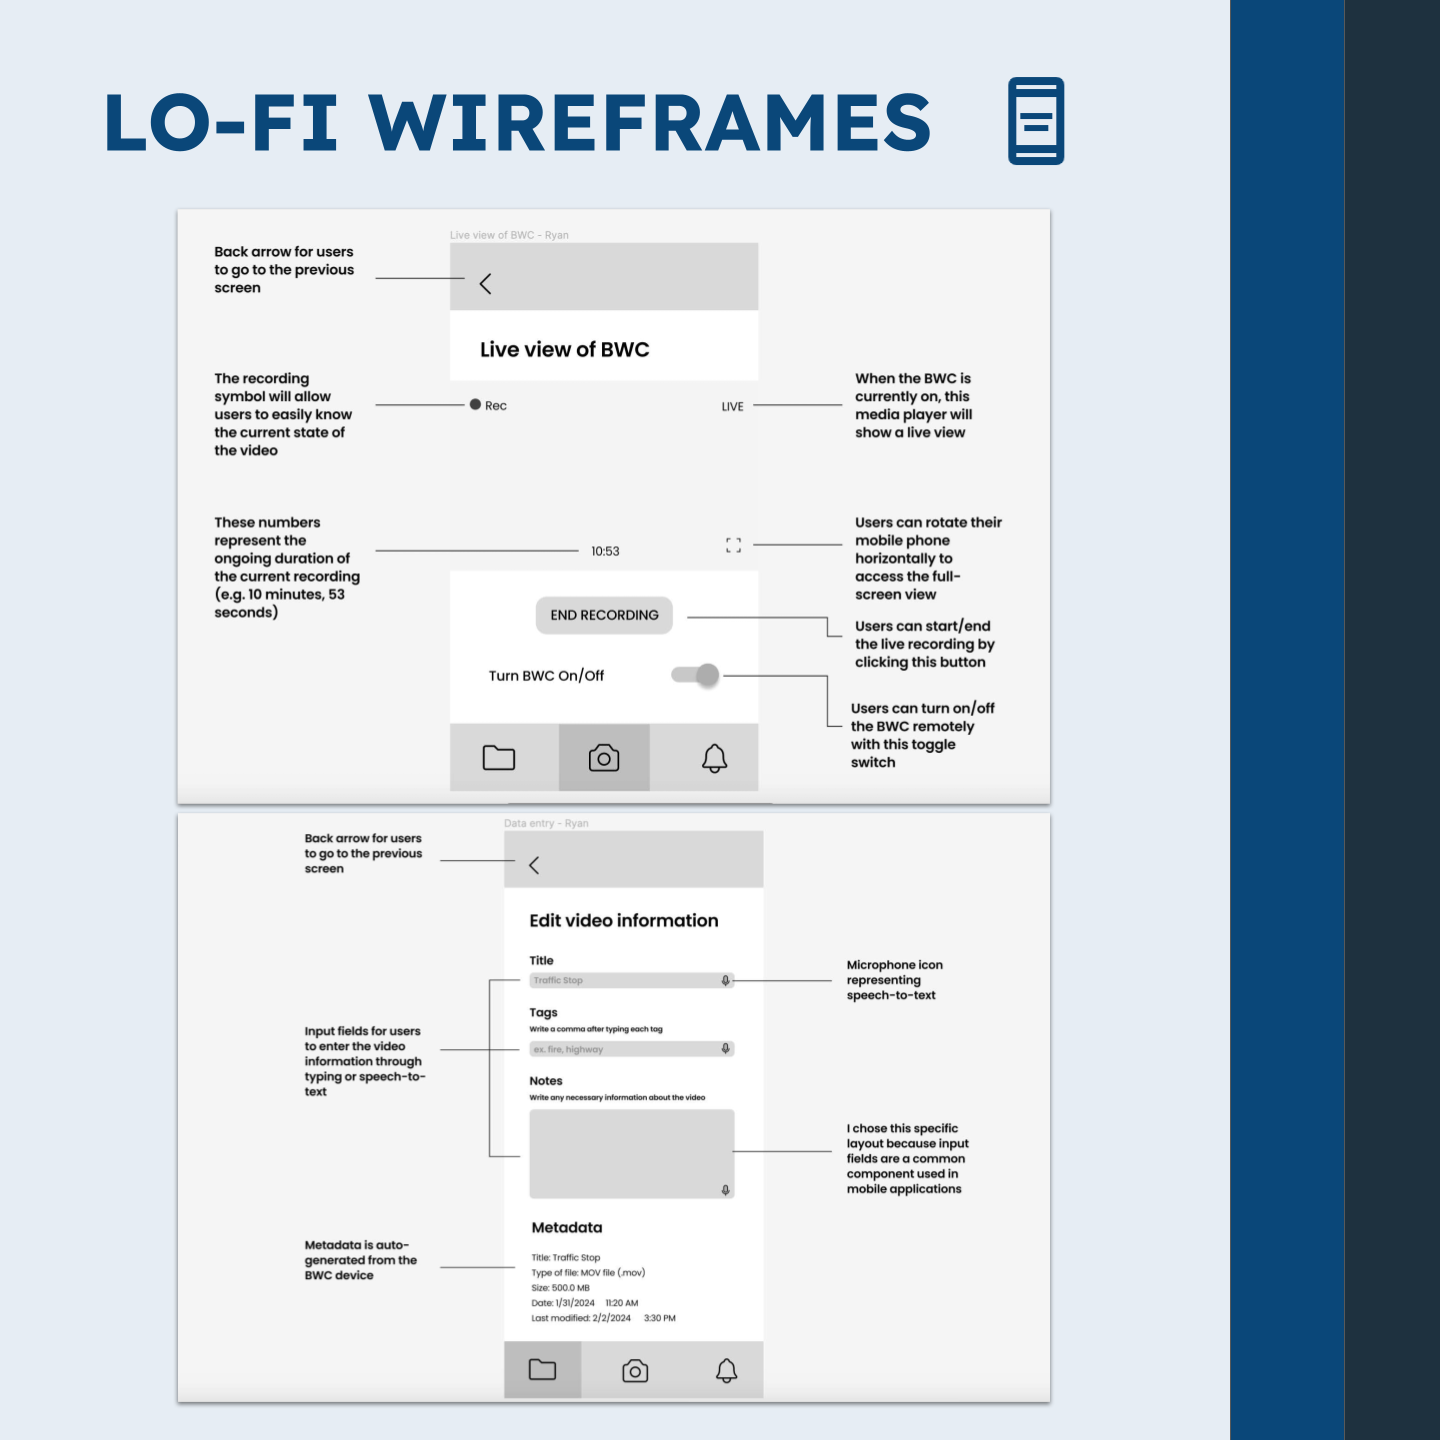 LO-FI WIREFRAMES
Live view of BWC - Ryan
Back arrow for users
to go to the previous
screen
Live view of BWC
The recording
symbol will allow
users to easily know
the current state of
the video
Rec
LIVE
When the BWC is
currently on, this
media player will
show a live view
These numbers
represent the
ongoing duration of
the current recording
(e.g. 10 minutes, 53
seconds)
10:53
Users can rotate their
mobile phone
horizontally to
access the full-
screen view
END RECORDING
Users can start/end
the live recording by
clicking this button
Turn BWC On/Off
Users can turn on/off
the BWC remotely
with this toggle
switch
Data entry - Ryan
Back arrow for users
to go to the previous
screen
Edit video information
Title
Traffic Stop
Microphone icon
representing
speech-to-text
Tags
Write a comma after typing each tag
ex. fire, highway
Input fields for users
to enter the video
information through
typing or speech-to-
text
Notes
Write any necessary information about the video
I chose this specific
layout because input
fields are a common
component used in
mobile applications
Metadata
Metadata is auto-
generated from the
BWC device
Title: Traffic Stop
Type of file: MOV file (.mov)
Size: 500.0 MB
Date: 1/31/2024 11:20 AM
Last modified: 2/2/2024 3:30 PM